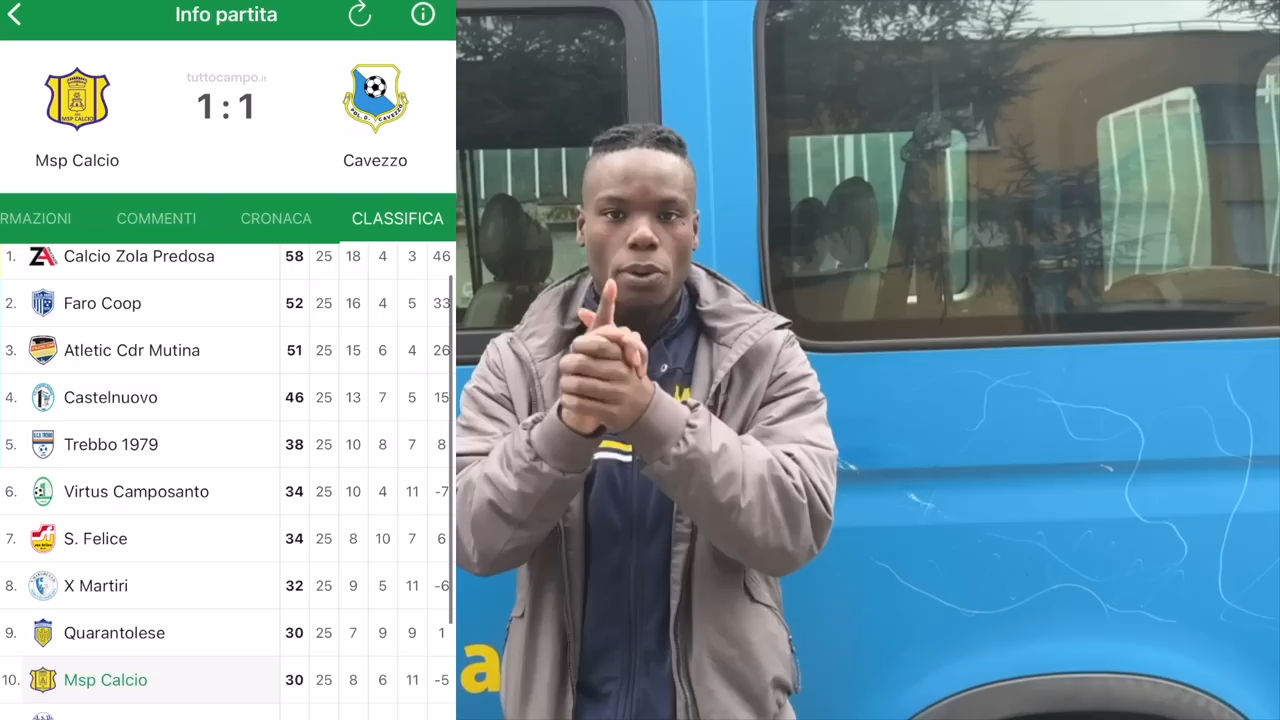 Info partita
tuttocampo.it
1 : 1
MSP CALCIO
POL. G. CAVEZZO
Msp Calcio
Cavezzo
RMAZIONI COMMENTI CRONACA CLASSIFICA
1. ZA Calcio Zola Predosa 58 25 18 4 3 46
2. Faro Coop 52 25 16 4 5 33
3. Atletic Cdr Mutina 51 25 15 6 4 26
4. Castelnuovo 46 25 13 7 5 15
5. Trebbo 1979 38 25 10 8 7 8
6. Virtus Camposanto 34 25 10 4 11 -7
7. S. Felice 34 25 8 10 7 6
8. X Martiri 32 25 9 5 11 -6
9. Quarantolese 30 25 7 9 9 1
10. Msp Calcio 30 25 8 6 11 -5
a